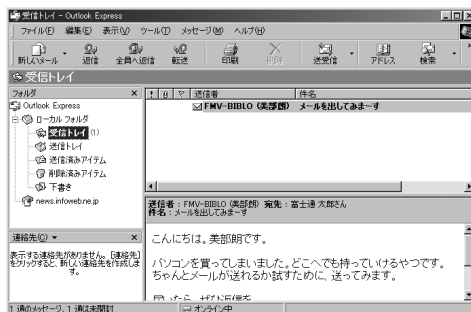 受信トレイ - Outlook Express
ファイル(F) 編集(E) 表示(V) ツール(T) メッセージ(M) ヘルプ(H)
新しいメール 返信 全員へ返信 転送 印刷 削除 送受信 アドレス 検索
受信トレイ
フォルダ
Outlook Express
ローカル フォルダ
受信トレイ (1)
送信トレイ
送信済みアイテム
削除済みアイテム
下書き
news.infoweb.ne.jp
連絡先(C)
表示する連絡先がありません。[連絡先]
をクリックすると、新しい連絡先を作成しま
す。
送信者 件名
FMV-BIBLO (美部朗) メールを出してみまーす
送信者: FMV-BIBLO (美部朗) 宛先: 富士通 太郎さん
件名: メールを出してみまーす
こんにちは。美部朗です。
パソコンを買ってしまいました。どこへでも持っていけるやつです。
ちゃんとメールが送れるか試すために、送ってみます。
1 通のメッセージ、1 通は未開封 オンライン中